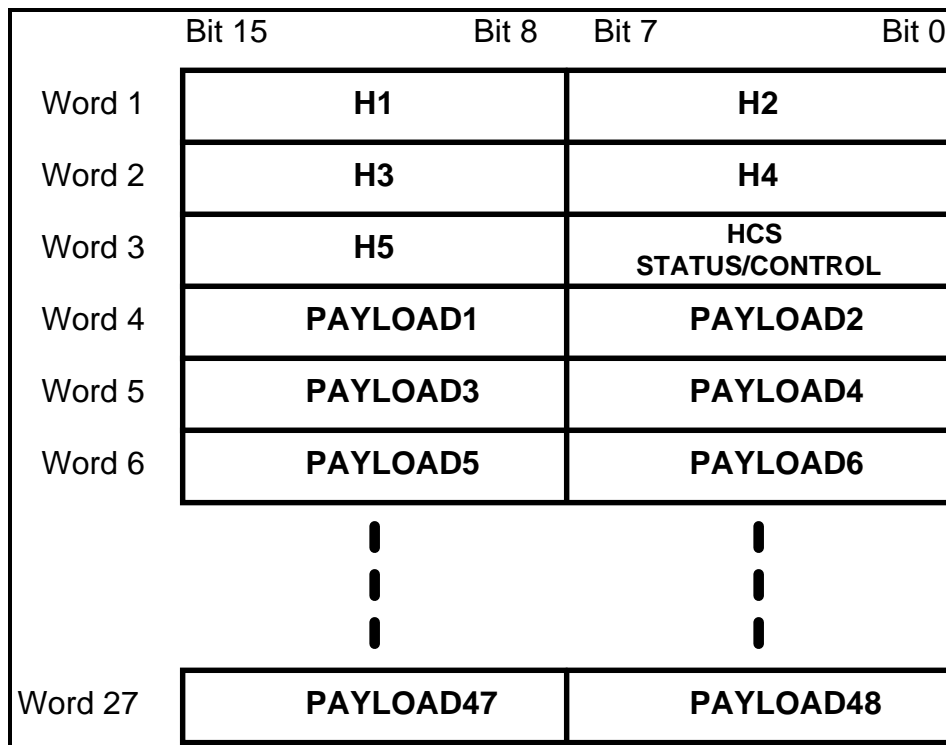 Bit 15 Bit 8 Bit 7 Bit 0
Word 1 H1 H2
Word 2 H3 H4
Word 3 H5 HCS
STATUS/CONTROL
Word 4 PAYLOAD1 PAYLOAD2
Word 5 PAYLOAD3 PAYLOAD4
Word 6 PAYLOAD5 PAYLOAD6
Word 27 PAYLOAD47 PAYLOAD48